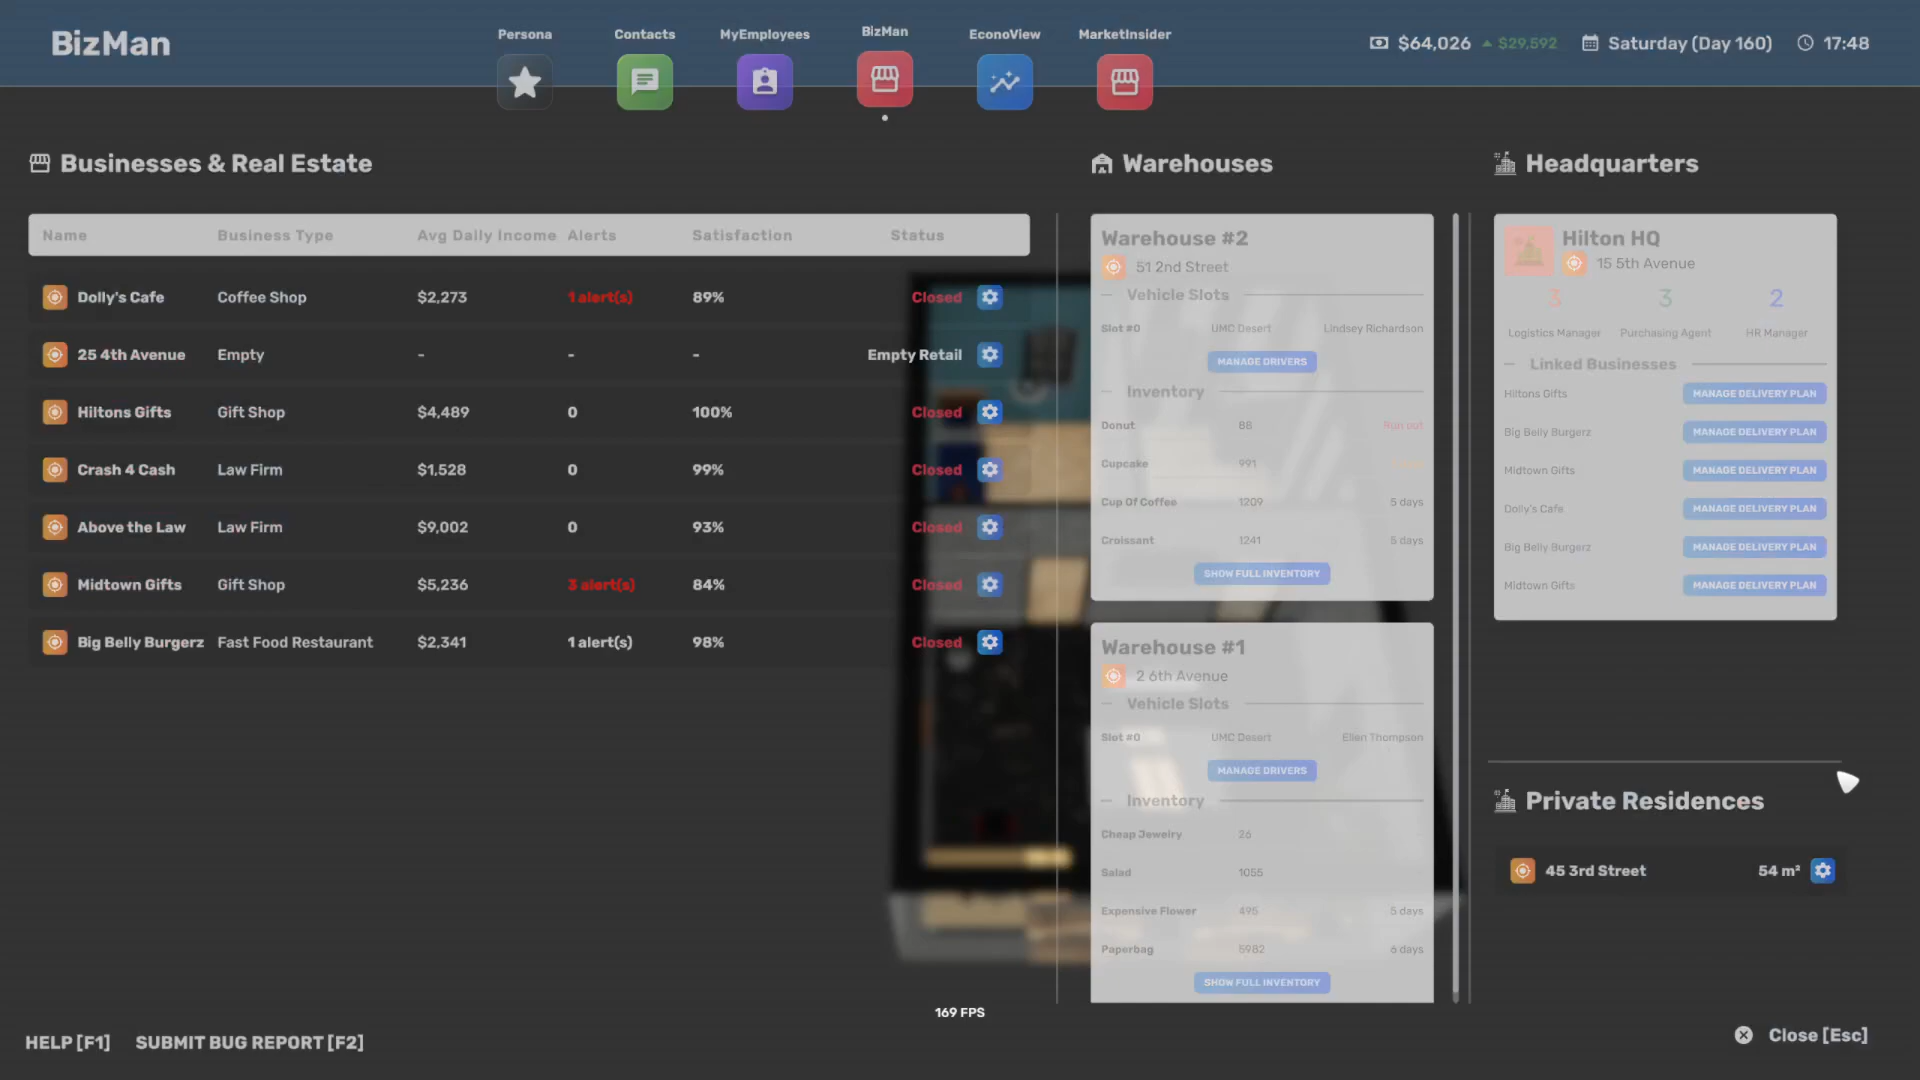 BizMan
Persona
Contacts
MyEmployees
BizMan
EconoView
MarketInsider
$64,026 $29,592 Saturday (Day 160) 17:48
Businesses & Real Estate
Name Business Type Avg Daily Income Alerts Satisfaction Status
Dolly's Cafe Coffee Shop $2,273 1 alert(s) 89% Closed
25 4th Avenue Empty - - - Empty Retail
Hiltons Gifts Gift Shop $4,489 0 100% Closed
Crash 4 Cash Law Firm $1,528 0 99% Closed
Above the Law Law Firm $9,002 0 93% Closed
Midtown Gifts Gift Shop $5,236 3 alert(s) 84% Closed
Big Belly Burgerz Fast Food Restaurant $2,341 1 alert(s) 98% Closed
Warehouses
Warehouse #2
51 2nd Street
Vehicle Slots
Slot #0 UMC Desert Lindsey Richardson
MANAGE DRIVERS
Inventory
Donut 88 Run out
Cupcake 991
Cup Of Coffee 1209 5 days
Croissant 1241 5 days
SHOW FULL INVENTORY
Warehouse #1
2 6th Avenue
Vehicle Slots
Slot #0 UMC Desert Ellen Thompson
MANAGE DRIVERS
Inventory
Cheap Jewelry 26
Salad 1055
Expensive Flower 495 5 days
Paperbag 5982 6 days
SHOW FULL INVENTORY
Headquarters
Hilton HQ
15 5th Avenue
3 3 2
Logistics Manager Purchasing Agent HR Manager
Linked Businesses
Hiltons Gifts MANAGE DELIVERY PLAN
Big Belly Burgerz MANAGE DELIVERY PLAN
Midtown Gifts MANAGE DELIVERY PLAN
Dolly's Cafe MANAGE DELIVERY PLAN
Big Belly Burgerz MANAGE DELIVERY PLAN
Midtown Gifts MANAGE DELIVERY PLAN
Private Residences
45 3rd Street 54 m²
169 FPS
HELP [F1] SUBMIT BUG REPORT [F2]
Close [Esc]